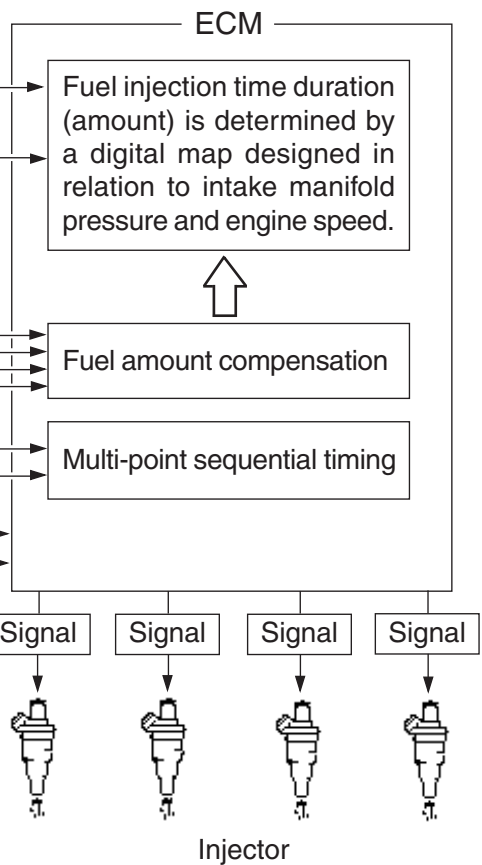 ECM
Fuel injection time duration
(amount) is determined by
a digital map designed in
relation to intake manifold
pressure and engine speed.
Fuel amount compensation
Multi-point sequential timing
Signal Signal Signal Signal
Injector